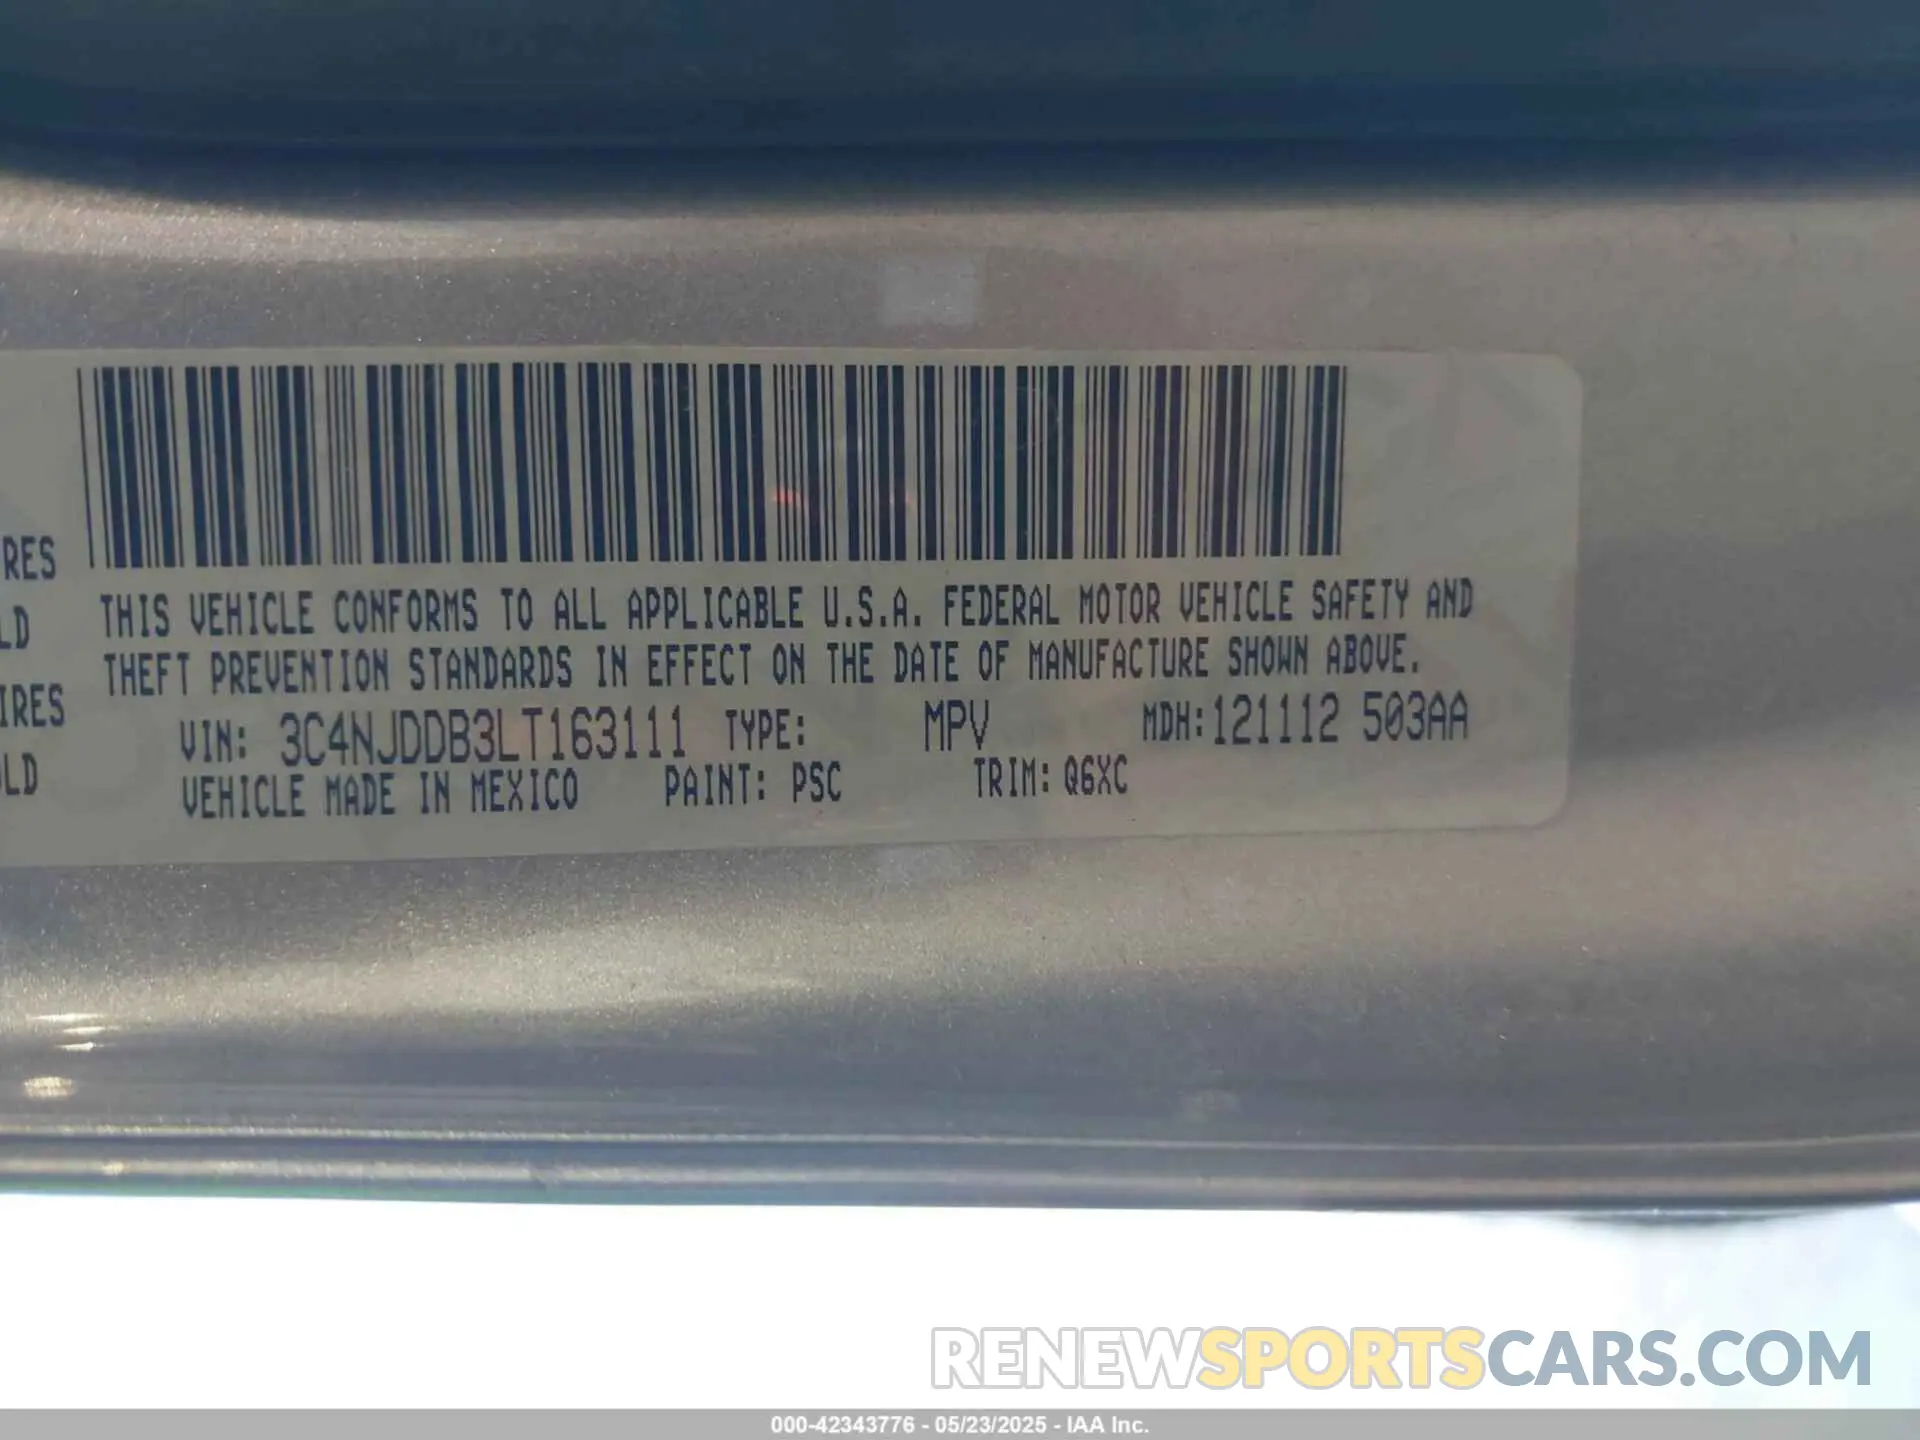 RES
LD
IRES
LD
THIS VEHICLE CONFORMS TO ALL APPLICABLE U.S.A. FEDERAL MOTOR VEHICLE SAFETY AND
THEFT PREVENTION STANDARDS IN EFFECT ON THE DATE OF MANUFACTURE SHOWN ABOVE.
VIN: 3C4NJDDB3LT163111 TYPE: MPV MDH:121112 503AA
VEHICLE MADE IN MEXICO PAINT: PSC TRIM: Q6XC
RENEWSPORTSCARS.COM
000-42343776 - 05/23/2025 - IAA Inc.